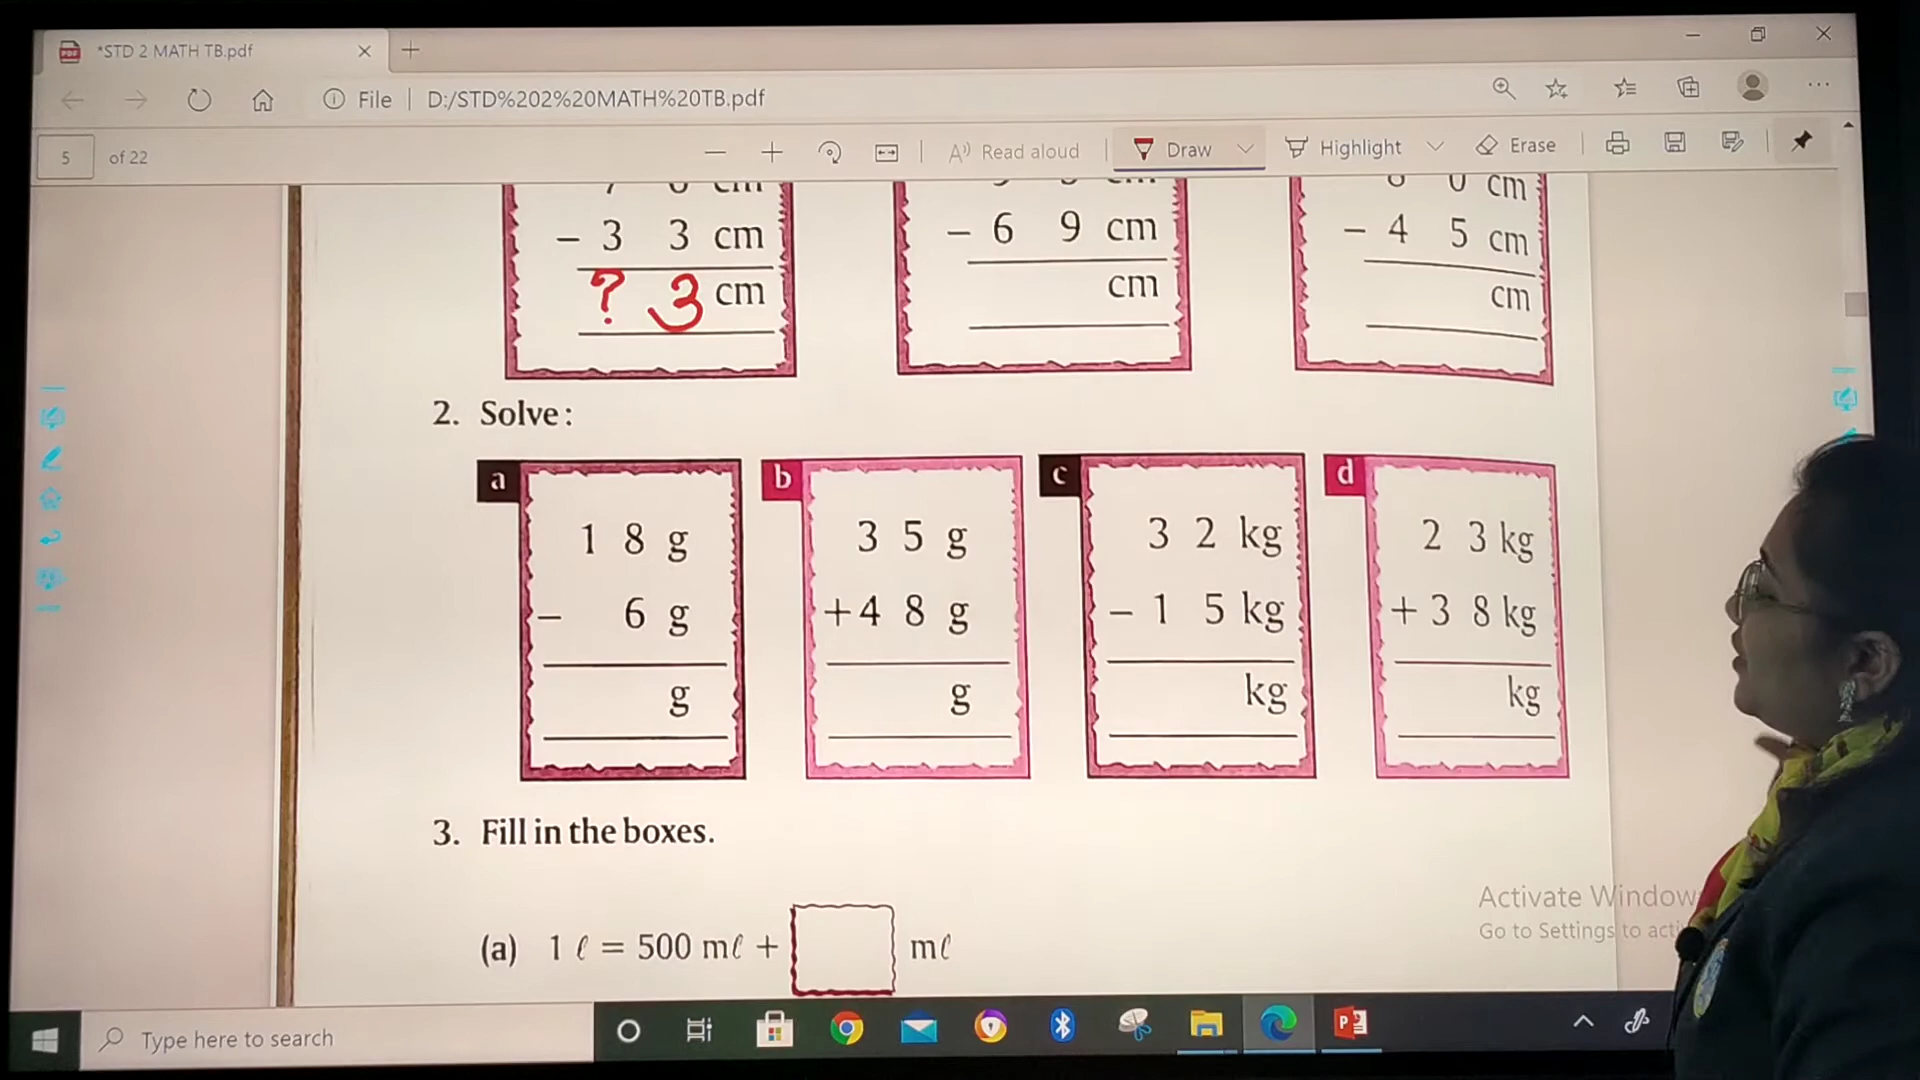 *STD 2 MATH TB.pdf
File | D:/STD%202%20MATH%20TB.pdf
5 of 22
Read aloud
Draw
Highlight
Erase
cm
0 cm
- 3 3 cm
? 3 cm
- 6 9 cm
cm
- 4 5 cm
cm
2. Solve:
a
1 8 g
- 6 g
g
b
3 5 g
+4 8 g
g
c
3 2 kg
- 1 5 kg
kg
d
2 3 kg
+ 3 8 kg
kg
3. Fill in the boxes.
(a) 1 ℓ = 500 mℓ + mℓ
Activate Window
Go to Settings to acti
Type here to search